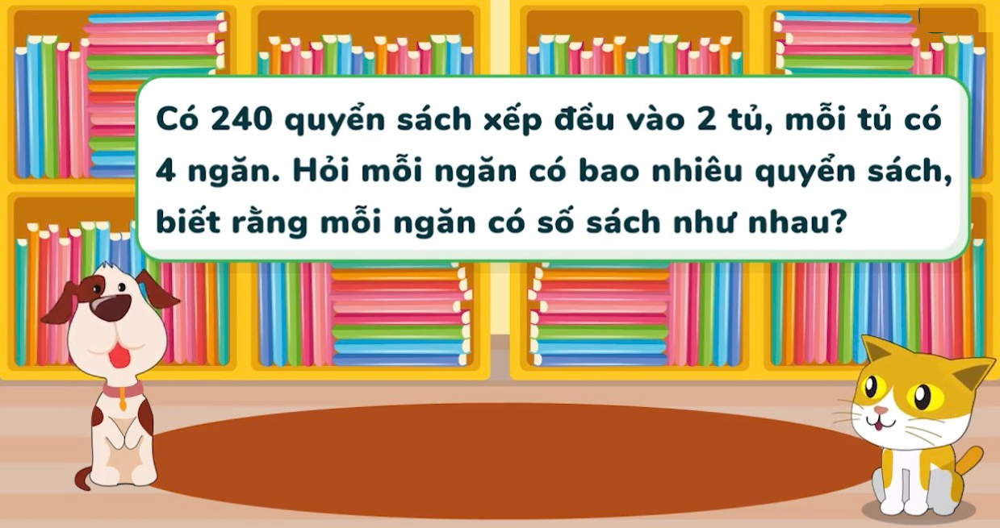 Có 240 quyển sách xếp đều vào 2 tủ, mỗi tủ có
4 ngăn. Hỏi mỗi ngăn có bao nhiêu quyển sách,
biết rằng mỗi ngăn có số sách như nhau?